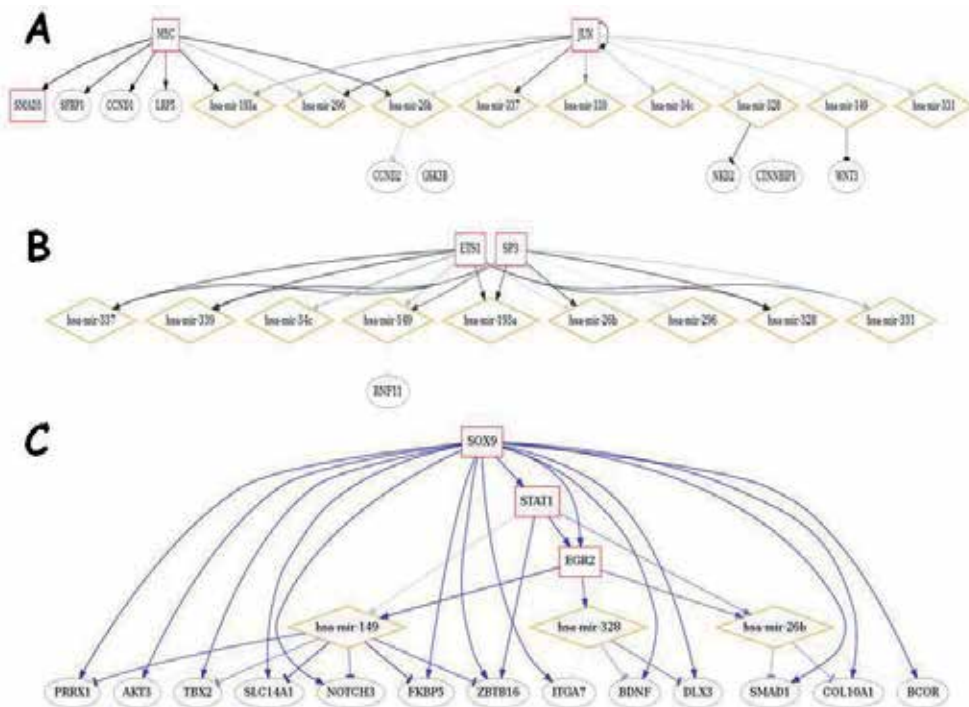 A
MYC JUN
SMAD3 SFRP1 CCND1 LRP5 hsa-mir-193a hsa-mir-296 hsa-mir-26b hsa-mir-337 hsa-mir-339 hsa-mir-34c hsa-mir-328 hsa-mir-149 hsa-mir-331
CCND2 GSK3B NKD2 CTNNBIP1 WNT3
B
ETS1 SP3
hsa-mir-337 hsa-mir-339 hsa-mir-34c hsa-mir-149 hsa-mir-193a hsa-mir-26b hsa-mir-296 hsa-mir-328 hsa-mir-331
RNF11
C
SOX9
STAT1
EGR2
hsa-mir-149 hsa-mir-328 hsa-mir-26b
PRRX1 AKT3 TBX2 SLC14A1 NOTCH3 FKBP5 ZBTB16 ITGA7 BDNF DLX3 SMAD1 COL10A1 BCOR